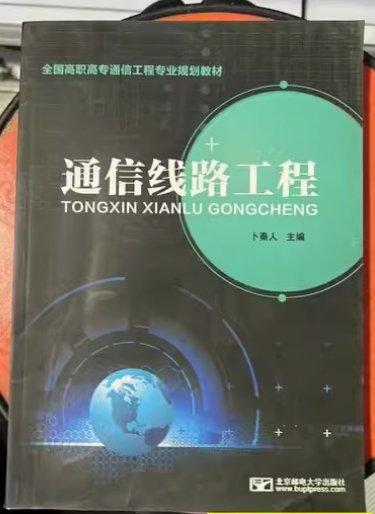 全国高职高专通信工程专业规划教材
通信线路工程
TONGXIN XIANLU GONGCHENG
卜秦人 主编
北京邮电大学出版社
www.buptpress.com